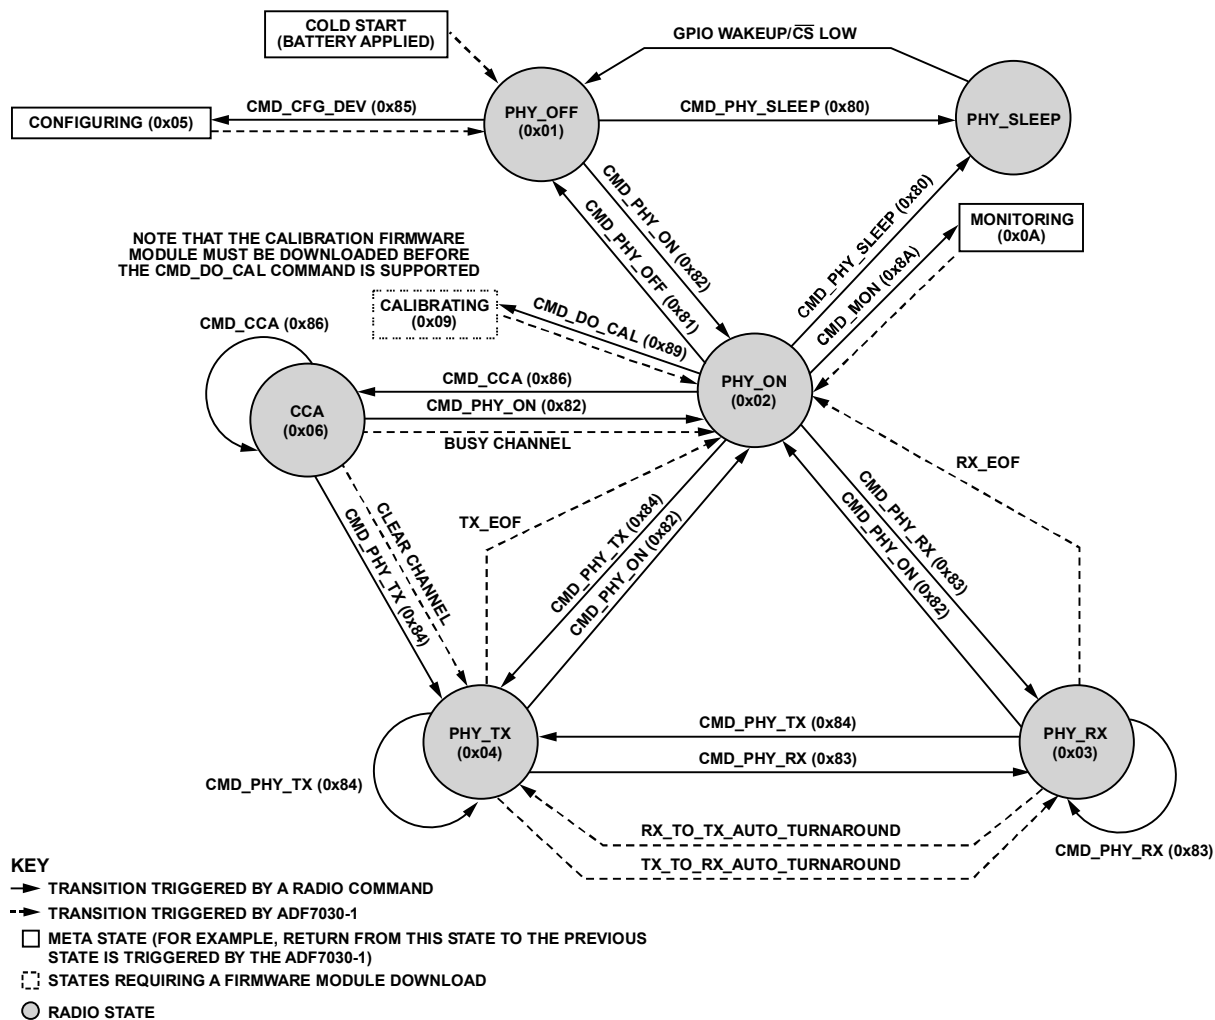 COLD START
(BATTERY APPLIED)
GPIO WAKEUP/CS LOW
CMD_CFG_DEV (0x85)
CONFIGURING (0x05)
PHY_OFF
(0x01)
CMD_PHY_SLEEP (0x80)
PHY_SLEEP
CMD_PHY_ON (0x82)
CMD_PHY_OFF (0x81)
CMD_PHY_SLEEP (0x80)
CMD_MON (0x8A)
MONITORING
(0x0A)
NOTE THAT THE CALIBRATION FIRMWARE
MODULE MUST BE DOWNLOADED BEFORE
THE CMD_DO_CAL COMMAND IS SUPPORTED
CALIBRATING
(0x09)
CMD_DO_CAL (0x89)
CMD_CCA (0x86)
CCA
(0x06)
CMD_CCA (0x86)
CMD_PHY_ON (0x82)
BUSY CHANNEL
PHY_ON
(0x02)
RX_EOF
TX_EOF
CLEAR CHANNEL
CMD_PHY_TX (0x84)
CMD_PHY_TX (0x84)
CMD_PHY_ON (0x82)
CMD_PHY_RX (0x83)
CMD_PHY_ON (0x82)
PHY_TX
(0x04)
CMD_PHY_TX (0x84)
CMD_PHY_RX (0x83)
PHY_RX
(0x03)
CMD_PHY_TX (0x84)
RX_TO_TX_AUTO_TURNAROUND
TX_TO_RX_AUTO_TURNAROUND
CMD_PHY_RX (0x83)
KEY
TRANSITION TRIGGERED BY A RADIO COMMAND
TRANSITION TRIGGERED BY ADF7030-1
META STATE (FOR EXAMPLE, RETURN FROM THIS STATE TO THE PREVIOUS
STATE IS TRIGGERED BY THE ADF7030-1)
STATES REQUIRING A FIRMWARE MODULE DOWNLOAD
RADIO STATE